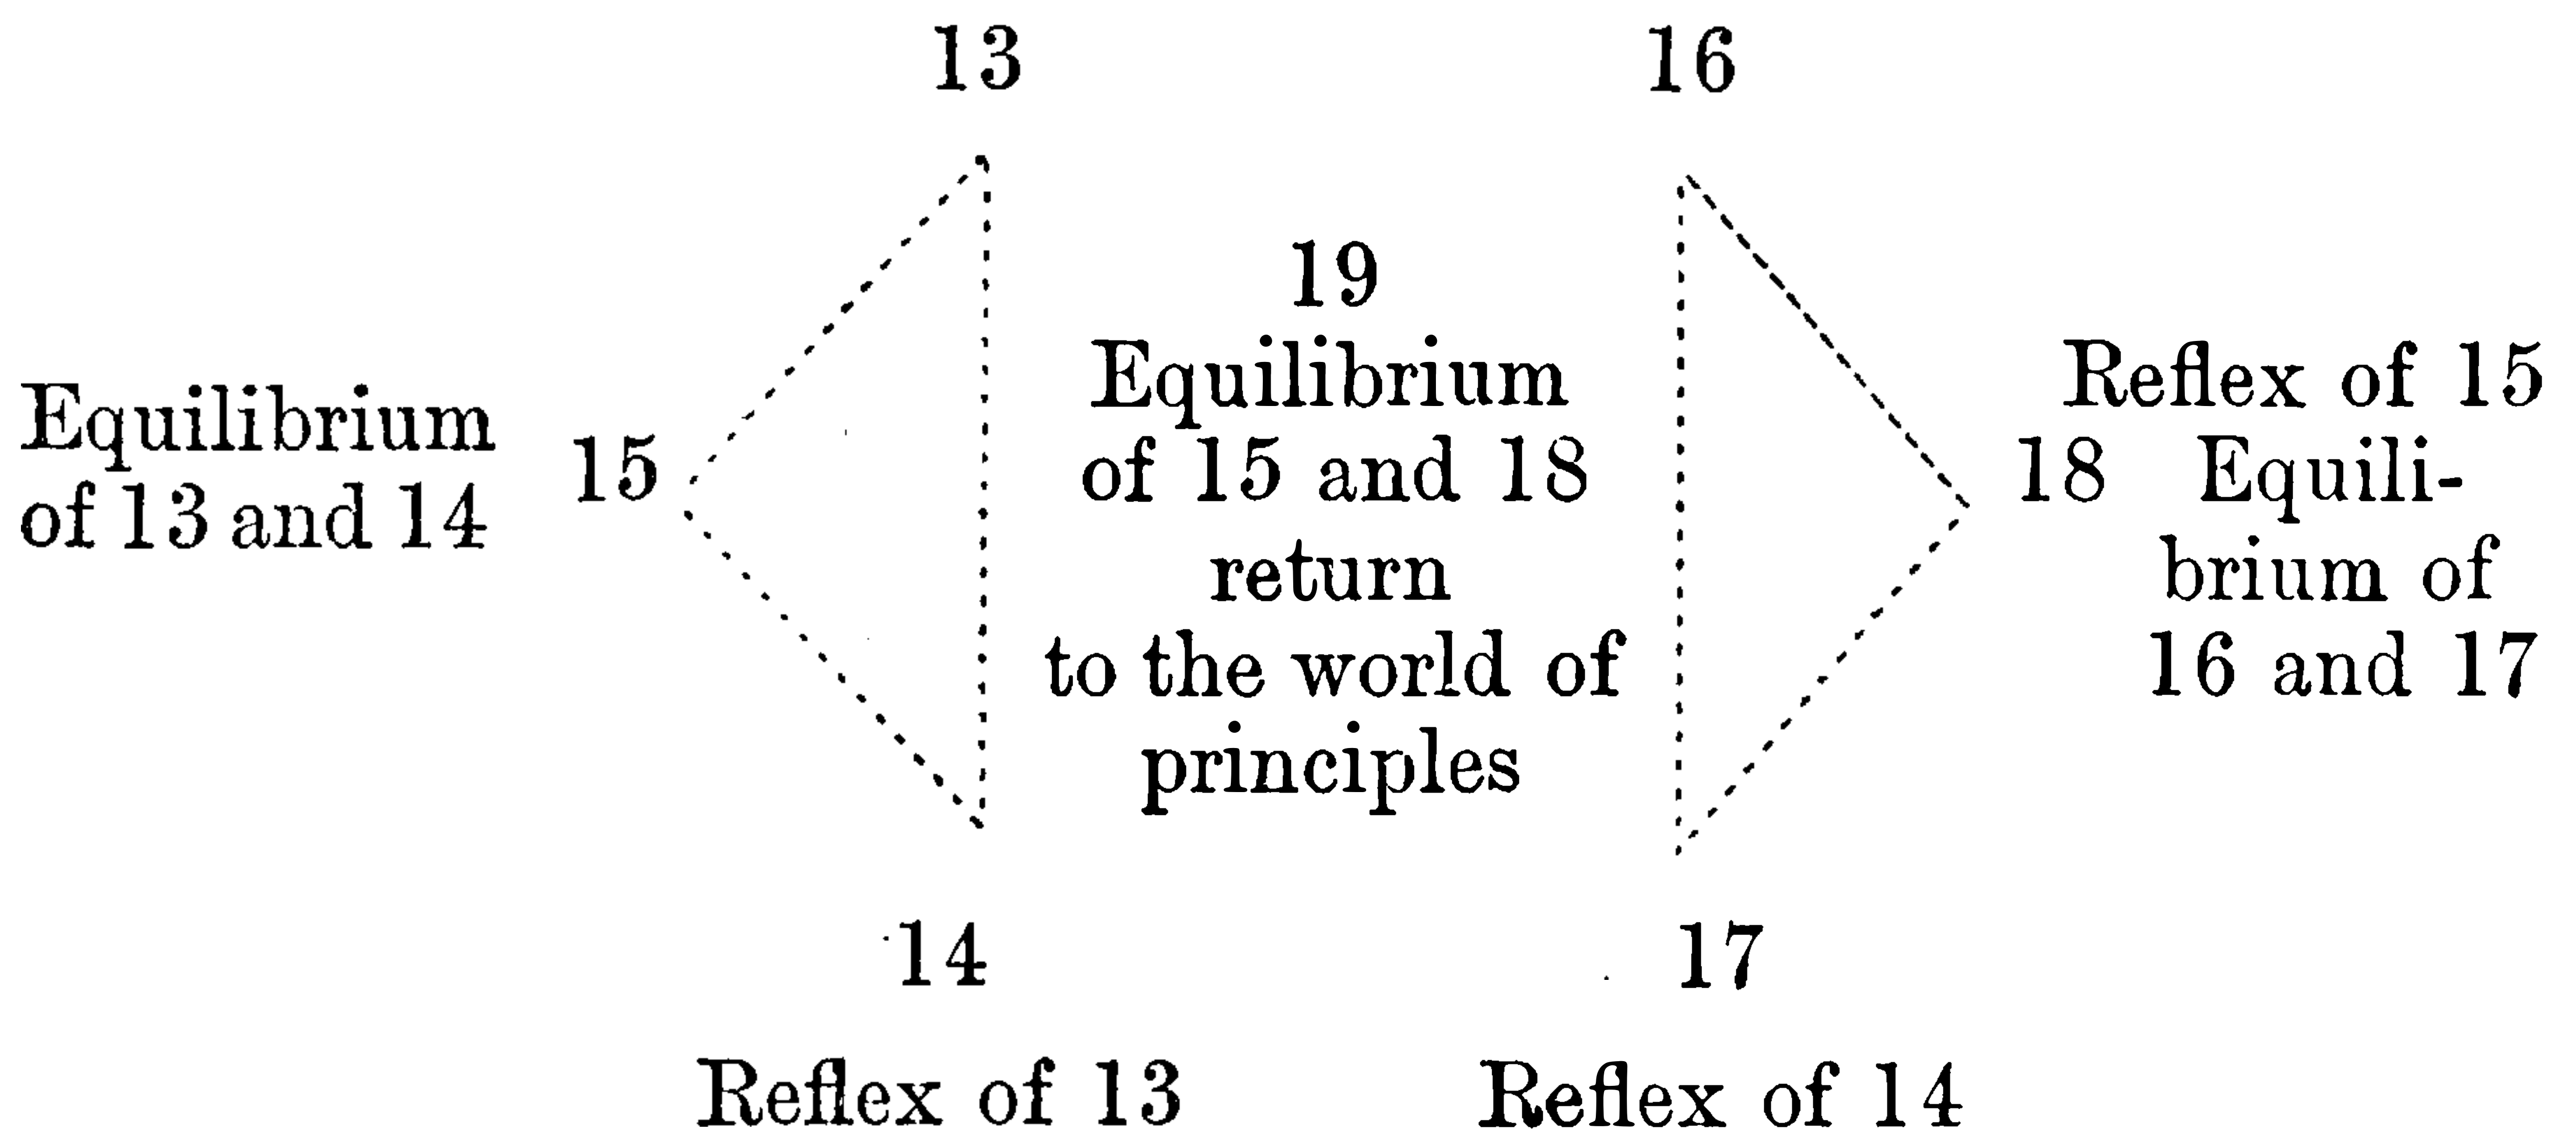 13
16
19
Equilibrium
of 15 and 18
return
to the world of
principles
Equilibrium
of 13 and 14
15
Reflex of 15
18 Equili-
brium of
16 and 17
14
17
Reflex of 13
Reflex of 14